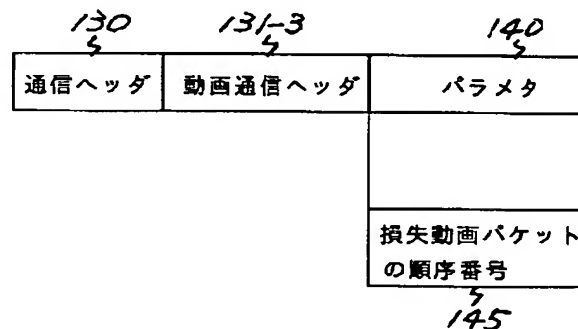 130 131-3 140
通信ヘッダ 動画通信ヘッダ パラメタ
損失動画パケット
の順序番号
145